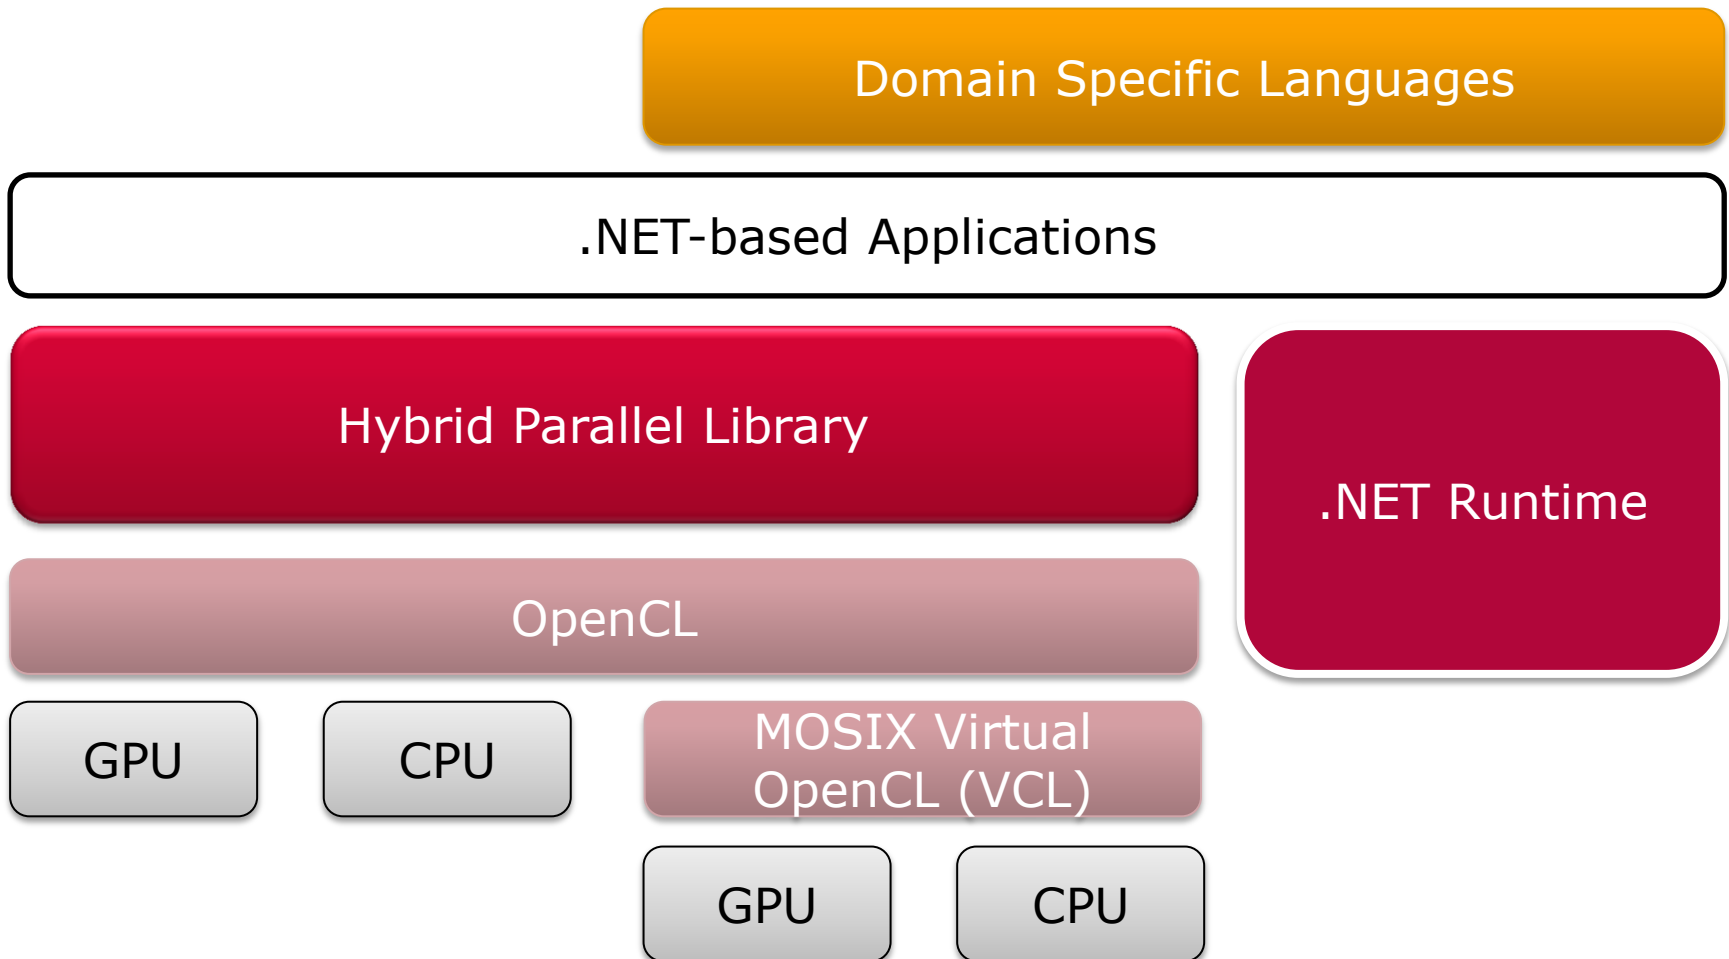 Domain Specific Languages
.NET-based Applications
Hybrid Parallel Library
.NET Runtime
OpenCL
GPU
CPU
MOSIX Virtual
OpenCL (VCL)
GPU
CPU